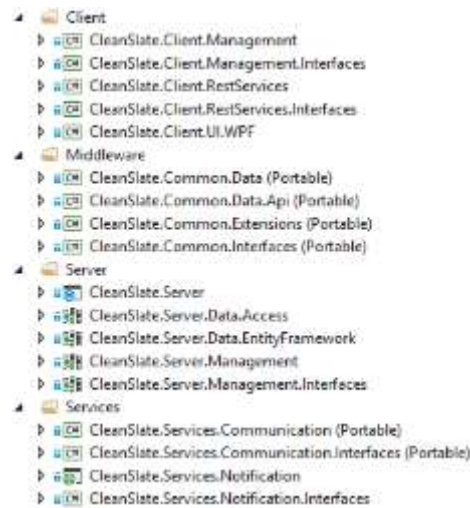 Client
CleanSlate.Client.Management
CleanSlate.Client.Management.Interfaces
CleanSlate.Client.RestServices
CleanSlate.Client.RestServices.Interfaces
CleanSlate.Client.UI.WPF
Middleware
CleanSlate.Common.Data (Portable)
CleanSlate.Common.Data.Api (Portable)
CleanSlate.Common.Extensions (Portable)
CleanSlate.Common.Interfaces (Portable)
Server
CleanSlate.Server
CleanSlate.Server.Data.Access
CleanSlate.Server.Data.EntityFramework
CleanSlate.Server.Management
CleanSlate.Server.Management.Interfaces
Services
CleanSlate.Services.Communication (Portable)
CleanSlate.Services.Communication.Interfaces (Portable)
CleanSlate.Services.Notification
CleanSlate.Services.Notification.Interfaces